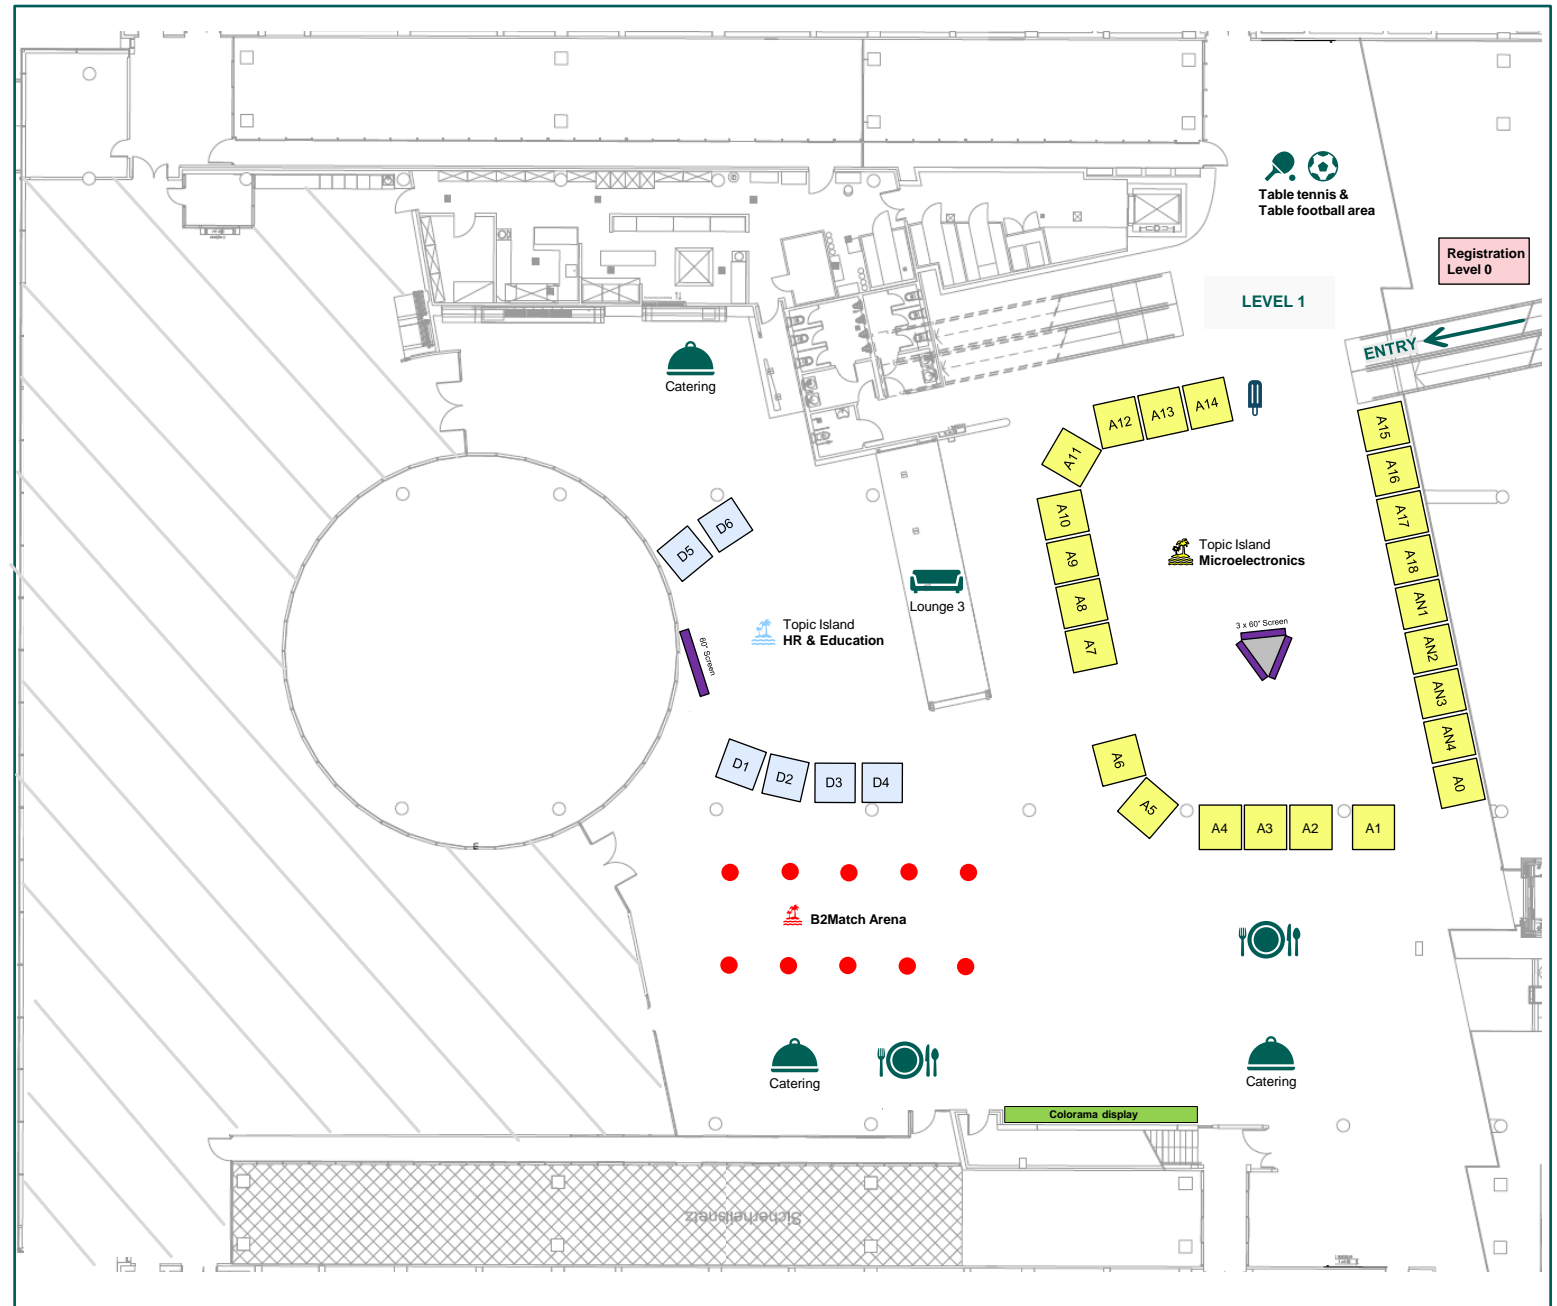 Table tennis &
Table football area
Registration
Level 0
LEVEL 1
ENTRY
Catering
A12
A13
A14
A11
A15
A16
A10
A17
A9
A18
A8
AN1
A7
AN2
AN3
AN4
A0
D6
D5
Topic Island
Microelectronics
Lounge 3
Topic Island
HR & Education
60" Screen
3 x 60" Screen
D1
D2
D3
D4
A6
A5
A4
A3
A2
A1
E
B2Match Arena
Catering
Catering
Colorama display
Sicherheitsnetz